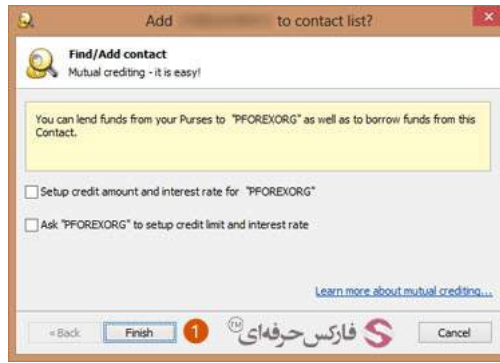 Add to contact list?
Find/Add contact
Mutual crediting - it is easy!
You can lend funds from your Purses to "PFOREXORG" as well as to borrow funds from this
Contact.
Setup credit amount and interest rate for "PFOREXORG"
Ask "PFOREXORG" to setup credit limit and interest rate
Learn more about mutual crediting...
< Back Finish 1 فارکس حرفه‌ای TM Cancel